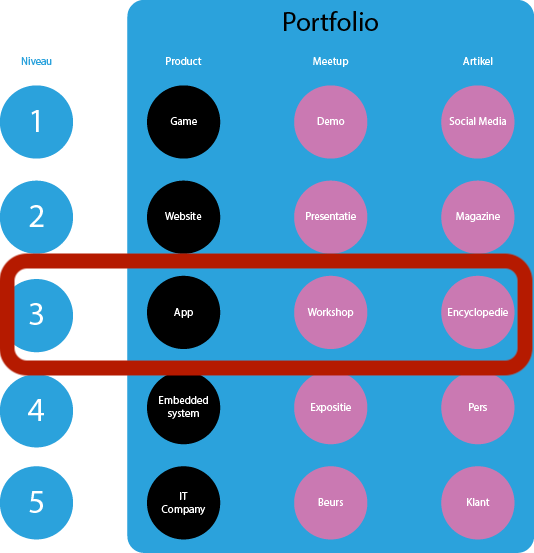 Portfolio
Niveau Product Meetup Artikel
1 Game Demo Social Media
2 Website Presentatie Magazine
3 App Workshop Encyclopedie
4 Embedded system Expositie Pers
5 IT Company Beurs Klant